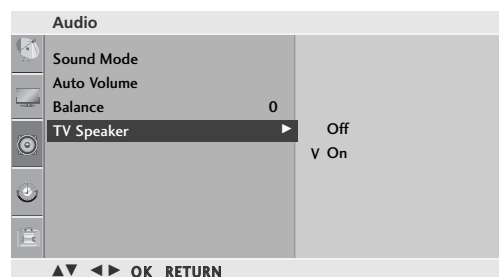 Audio
Sound Mode
Auto Volume
Balance 0
TV Speaker ►
Off
V On
▲▼ ◄► OK RETURN